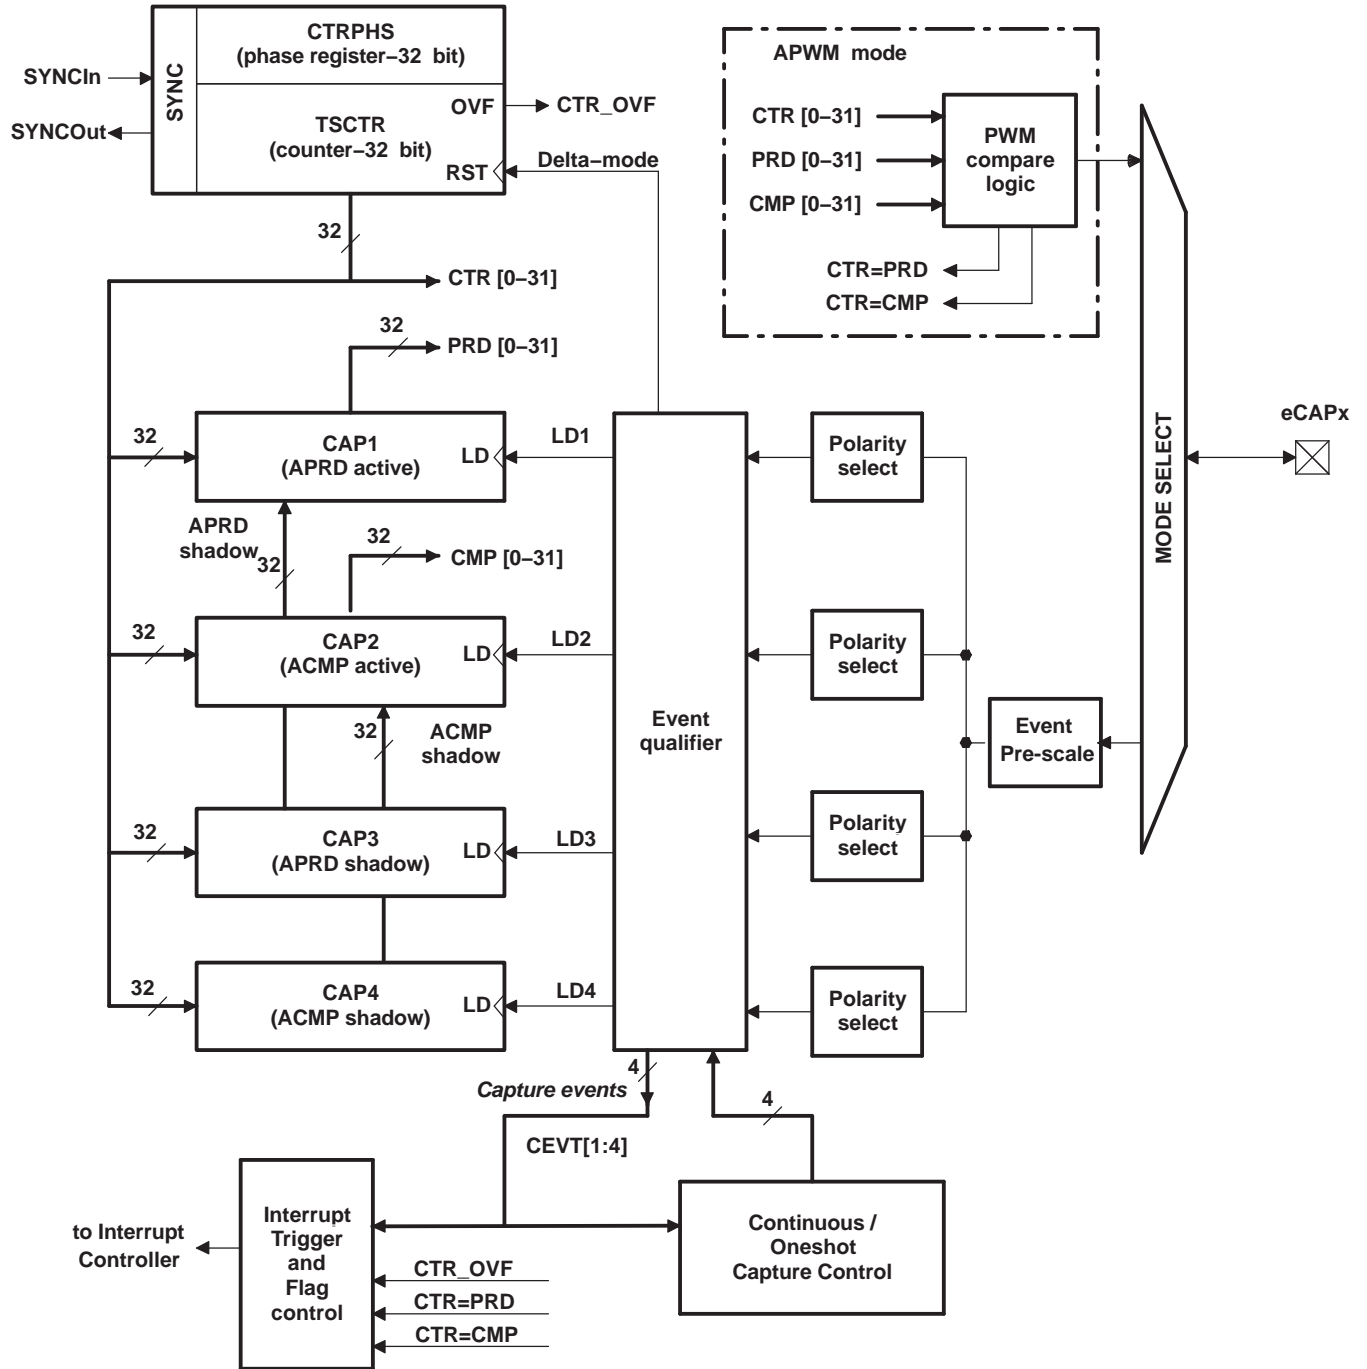 CTRPHS
(phase register−32 bit)
SYNCIn
SYNC
SYNCOut
OVF
CTR_OVF
TSCTR
(counter−32 bit)
RST
Delta−mode
32
CTR [0−31]
32
PRD [0−31]
APWM mode
CTR [0−31]
PRD [0−31]
CMP [0−31]
PWM
compare
logic
CTR=PRD
CTR=CMP
MODE SELECT
eCAPx
32
CAP1
(APRD active)
LD
LD1
Polarity
select
APRD
shadow
32
32
CMP [0−31]
32
CAP2
(ACMP active)
LD
LD2
Polarity
select
32
ACMP
shadow
Event
qualifier
Event
Pre-scale
32
CAP3
(APRD shadow)
LD
LD3
Polarity
select
32
CAP4
(ACMP shadow)
LD
LD4
Polarity
select
4
Capture events
4
CEVT[1:4]
to Interrupt
Controller
Interrupt
Trigger
and
Flag
control
CTR_OVF
CTR=PRD
CTR=CMP
Continuous /
Oneshot
Capture Control